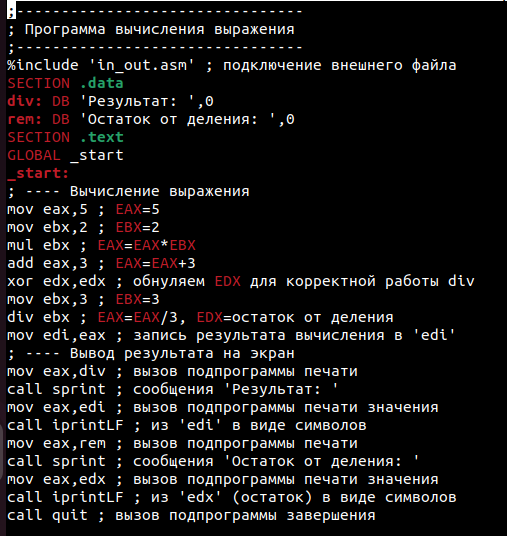 ;--------------------------------
; Программа вычисления выражения
;--------------------------------
%include 'in_out.asm' ; подключение внешнего файла
SECTION .data
div: DB 'Результат: ',0
rem: DB 'Остаток от деления: ',0
SECTION .text
GLOBAL _start
_start:
; ---- Вычисление выражения
mov eax,5 ; EAX=5
mov ebx,2 ; EBX=2
mul ebx ; EAX=EAX*EBX
add eax,3 ; EAX=EAX+3
xor edx,edx ; обнуляем EDX для корректной работы div
mov ebx,3 ; EBX=3
div ebx ; EAX=EAX/3, EDX=остаток от деления
mov edi,eax ; запись результата вычисления в 'edi'
; ---- Вывод результата на экран
mov eax,div ; вызов подпрограммы печати
call sprint ; сообщения 'Результат: '
mov eax,edi ; вызов подпрограммы печати значения
call iprintLF ; из 'edi' в виде символов
mov eax,rem ; вызов подпрограммы печати
call sprint ; сообщения 'Остаток от деления: '
mov eax,edx ; вызов подпрограммы печати значения
call iprintLF ; из 'edx' (остаток) в виде символов
call quit ; вызов подпрограммы завершения